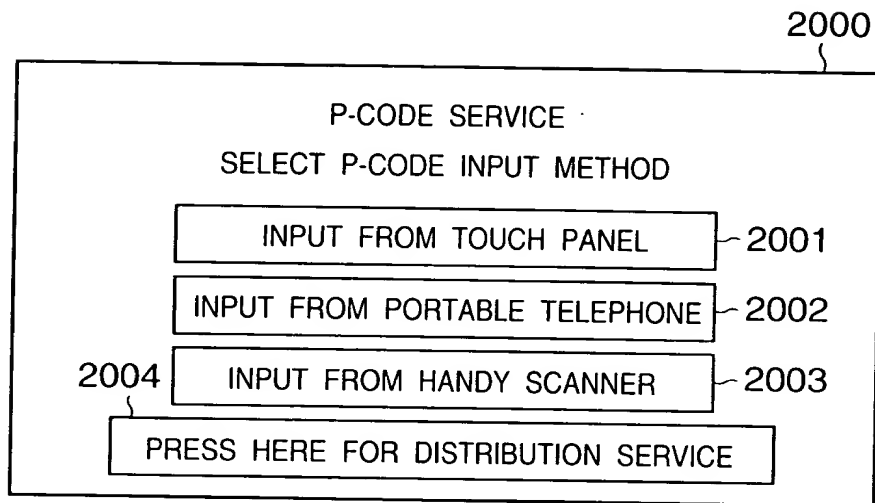 2000
P-CODE SERVICE
SELECT P-CODE INPUT METHOD
INPUT FROM TOUCH PANEL 2001
INPUT FROM PORTABLE TELEPHONE 2002
2004 INPUT FROM HANDY SCANNER 2003
PRESS HERE FOR DISTRIBUTION SERVICE